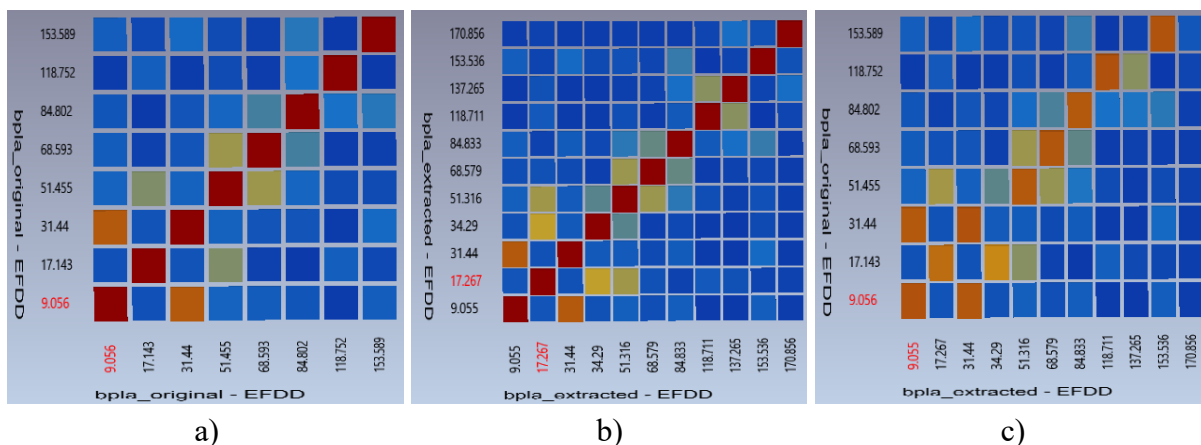 153.589
118.752
84.802
68.593
51.455
31.44
17.143
9.056
bpla_original - EFDD
9.056 17.143 31.44 51.455 68.593 84.802 118.752 153.589
bpla_original - EFDD
a)
170.856
153.536
137.265
118.711
84.833
68.579
51.316
34.29
31.44
17.267
9.055
bpla_extracted - EFDD
9.055 17.267 31.44 34.29 51.316 68.579 84.833 118.711 137.265 153.536 170.856
bpla_extracted - EFDD
b)
153.589
118.752
84.802
68.593
51.455
31.44
17.143
9.056
bpla_original - EFDD
9.055 17.267 31.44 34.29 51.316 68.579 84.833 118.711 137.265 153.536 170.856
bpla_extracted - EFDD
c)